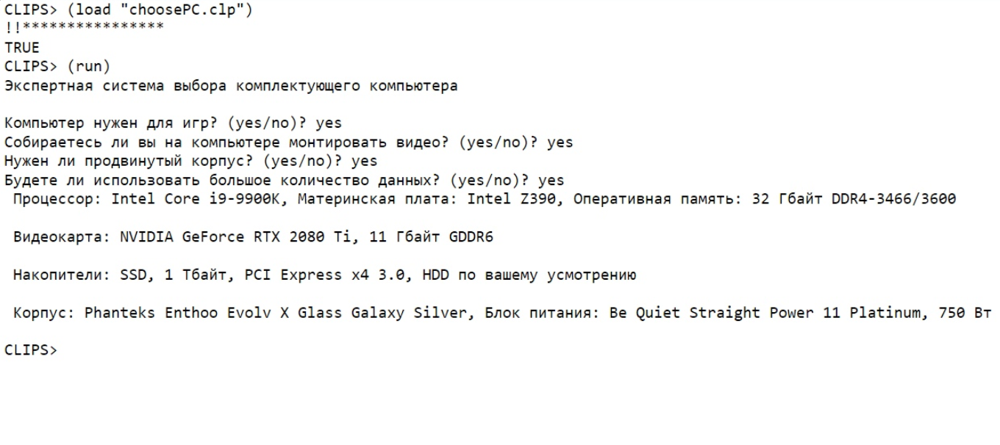 CLIPS> (load "choosePC.clp")
!!****************
TRUE
CLIPS> (run)
Экспертная система выбора комплектующего компьютера
Компьютер нужен для игр? (yes/no)? yes
Собираетесь ли вы на компьютере монтировать видео? (yes/no)? yes
Нужен ли продвинутый корпус? (yes/no)? yes
Будете ли использовать большое количество данных? (yes/no)? yes
Процессор: Intel Core i9-9900K, Материнская плата: Intel Z390, Оперативная память: 32 Гбайт DDR4-3466/3600
Видеокарта: NVIDIA GeForce RTX 2080 Ti, 11 Гбайт GDDR6
Накопители: SSD, 1 Тбайт, PCI Express x4 3.0, HDD по вашему усмотрению
Корпус: Phanteks Enthoo Evolv X Glass Galaxy Silver, Блок питания: Be Quiet Straight Power 11 Platinum, 750 Вт
CLIPS>